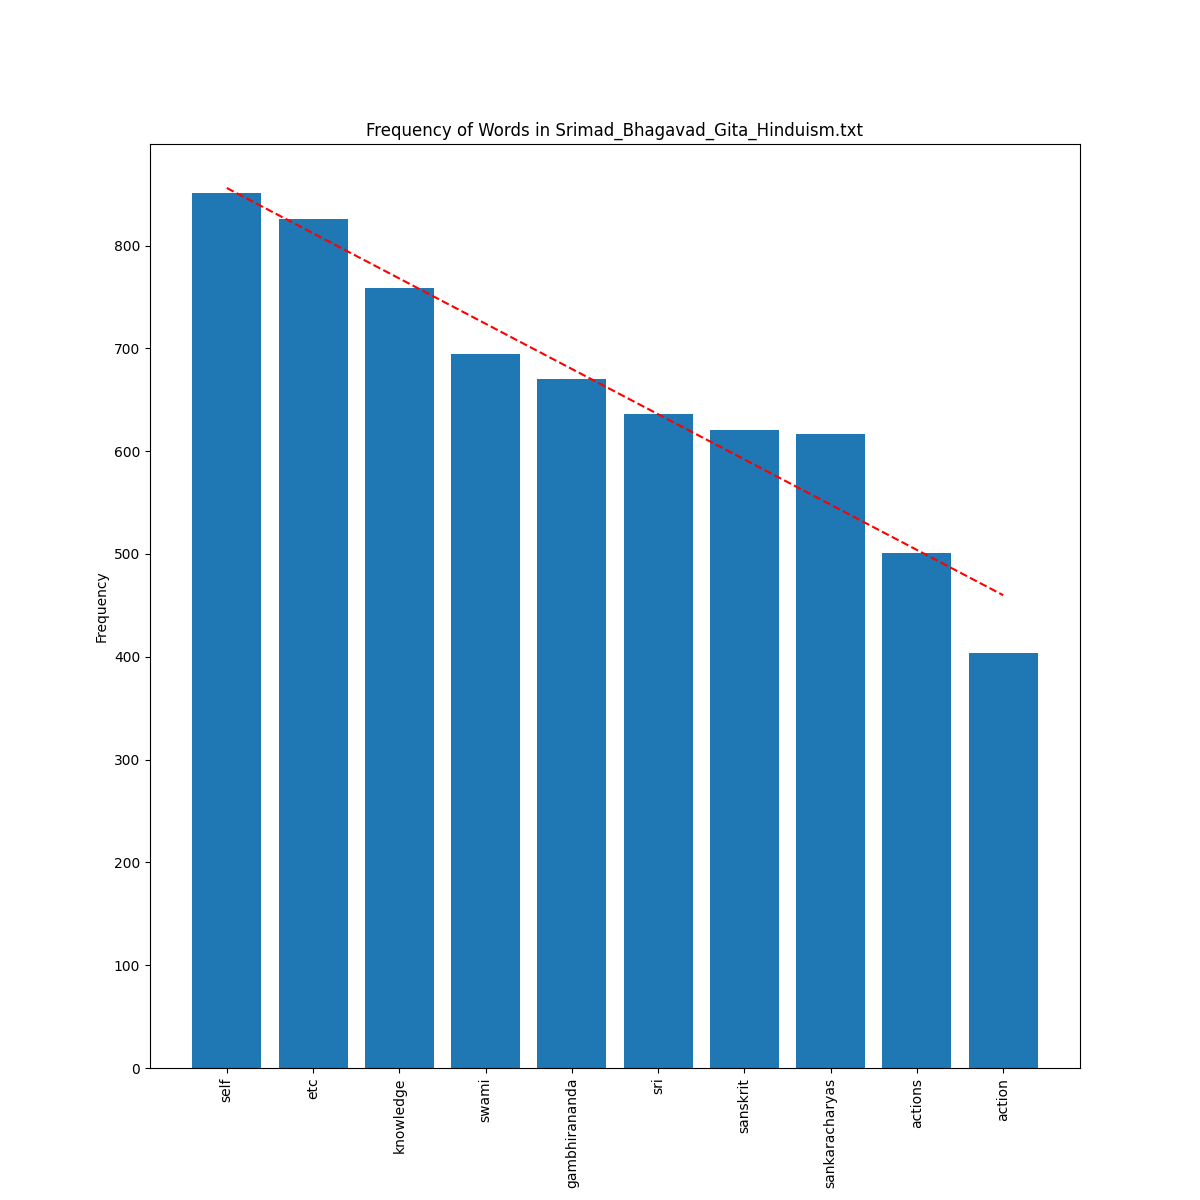 Frequency of Words in Srimad_Bhagavad_Gita_Hinduism.txt
Frequency
800
700
600
500
400
300
200
100
0
self
etc
knowledge
swami
gambhirananda
sri
sanskrit
sankaracharyas
actions
action